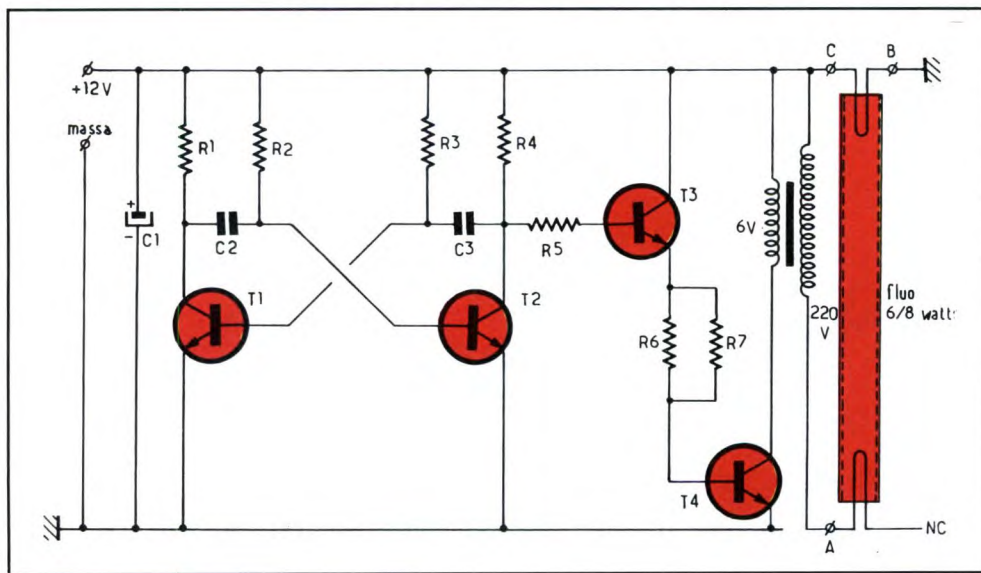 C
B
+12V
massa
R1
R2
R3
R4
T3
+
-
C1
C2
C3
R5
6V
T1
T2
R6
R7
220
V
fluo
6/8 watt
T4
NC
A